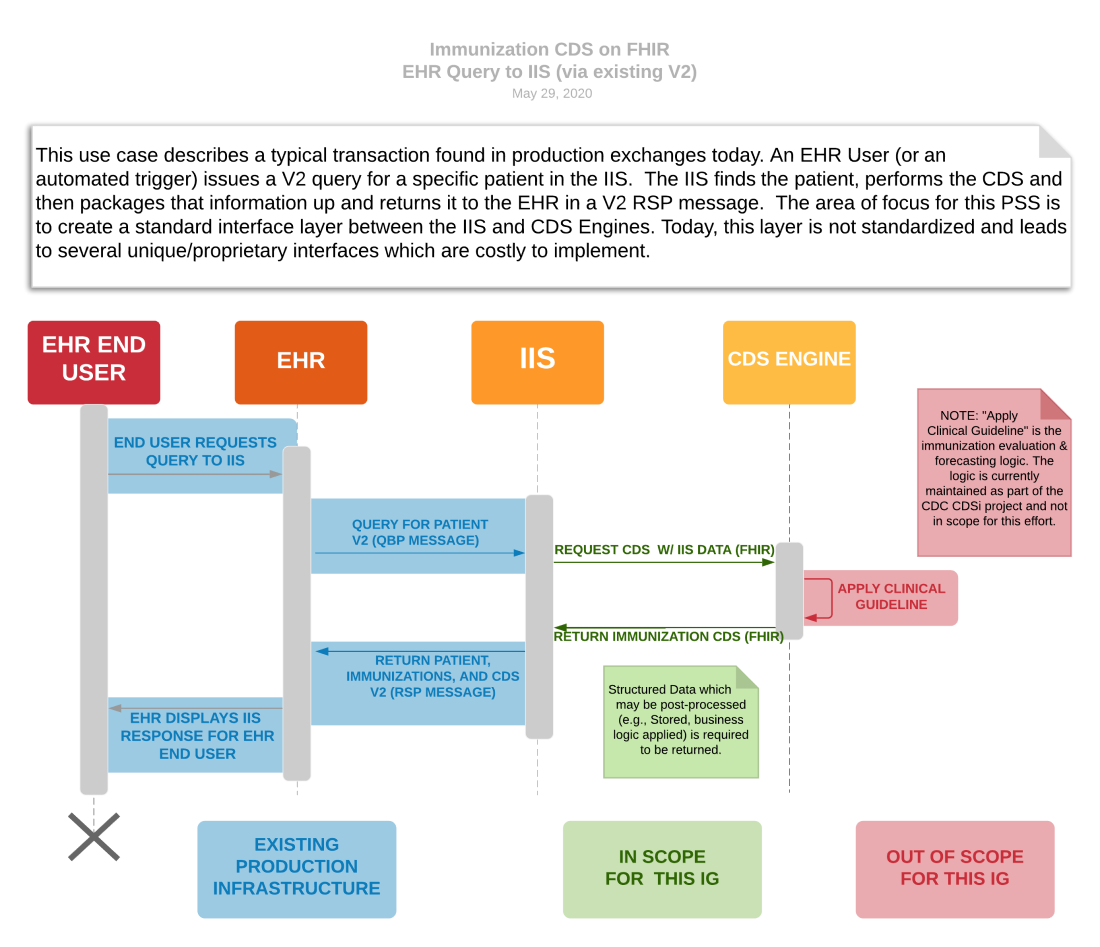 Immunization CDS on FHIR
EHR Query to IIS (via existing V2)
May 29, 2020
This use case describes a typical transaction found in production exchanges today. An EHR User (or an
automated trigger) issues a V2 query for a specific patient in the IIS.  The IIS finds the patient, performs the CDS and
then packages that information up and returns it to the EHR in a V2 RSP message.  The area of focus for this PSS is
to create a standard interface layer between the IIS and CDS Engines. Today, this layer is not standardized and leads
to several unique/proprietary interfaces which are costly to implement.
EHR END
USER
EHR
IIS
CDS ENGINE
NOTE: "Apply
Clinical Guideline" is the
immunization evaluation &
forecasting logic. The
logic is currently
maintained as part of the
CDC CDSi project and not
in scope for this effort.
END USER REQUESTS
QUERY TO IIS
QUERY FOR PATIENT
V2 (QBP MESSAGE)
REQUEST CDS  W/ IIS DATA (FHIR)
APPLY CLINICAL
GUIDELINE
RETURN IMMUNIZATION CDS (FHIR)
RETURN PATIENT,
IMMUNIZATIONS, AND CDS
V2 (RSP MESSAGE)
Structured Data which
may be post-processed
(e.g., Stored, business
logic applied) is required
to be returned.
EHR DISPLAYS IIS
RESPONSE FOR EHR
END USER
EXISTING
PRODUCTION
INFRASTRUCTURE
IN SCOPE
FOR  THIS IG
OUT OF SCOPE
FOR THIS IG